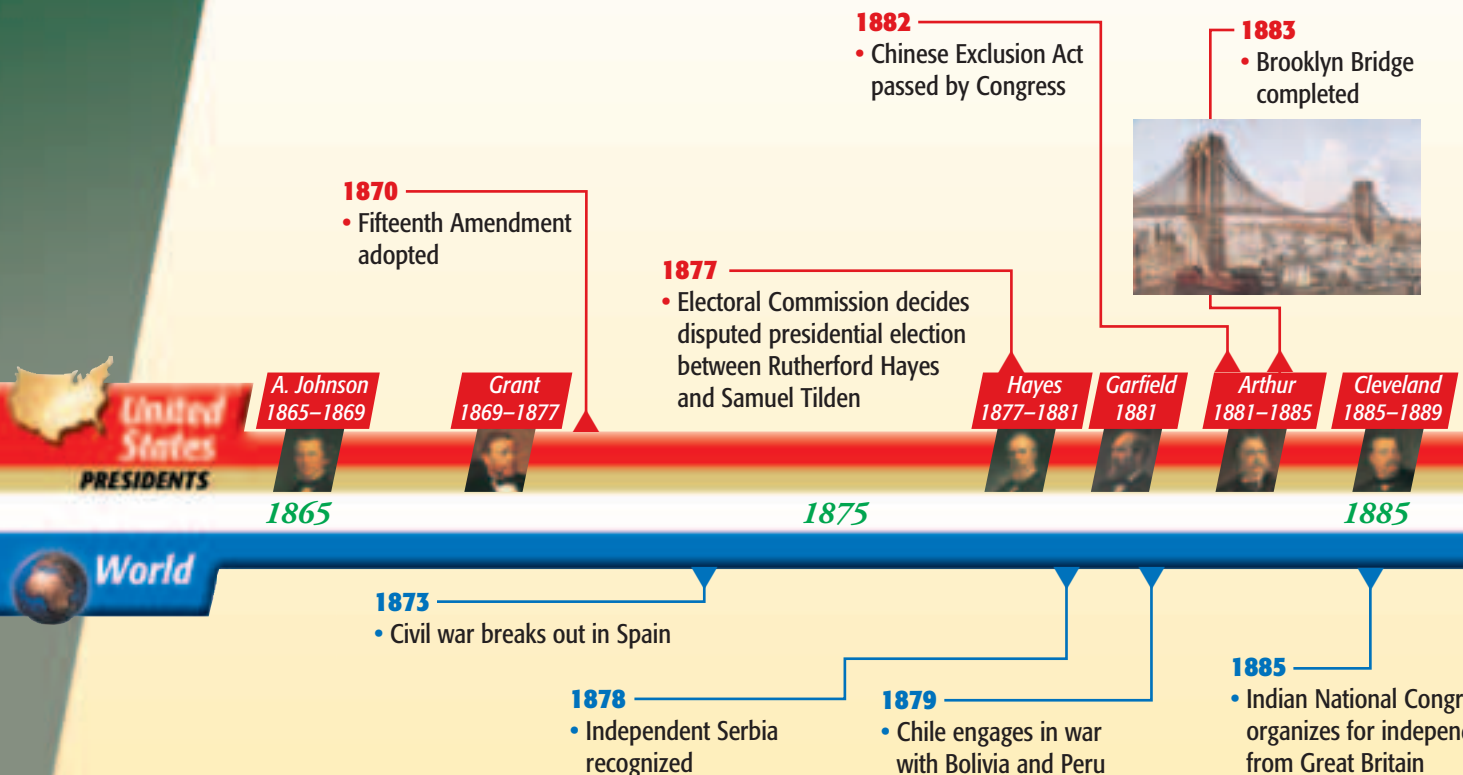 1882
• Chinese Exclusion Act
passed by Congress
1883
• Brooklyn Bridge
completed
1870
• Fifteenth Amendment
adopted
1877
• Electoral Commission decides
disputed presidential election
between Rutherford Hayes
and Samuel Tilden
United
States
PRESIDENTS
A. Johnson
1865–1869
Grant
1869–1877
Hayes
1877–1881
Garfield
1881
Arthur
1881–1885
Cleveland
1885–1889
1865
1875
1885
World
1873
• Civil war breaks out in Spain
1878
• Independent Serbia
recognized
1879
• Chile engages in war
with Bolivia and Peru
1885
• Indian National
organizes for
from Great Britain